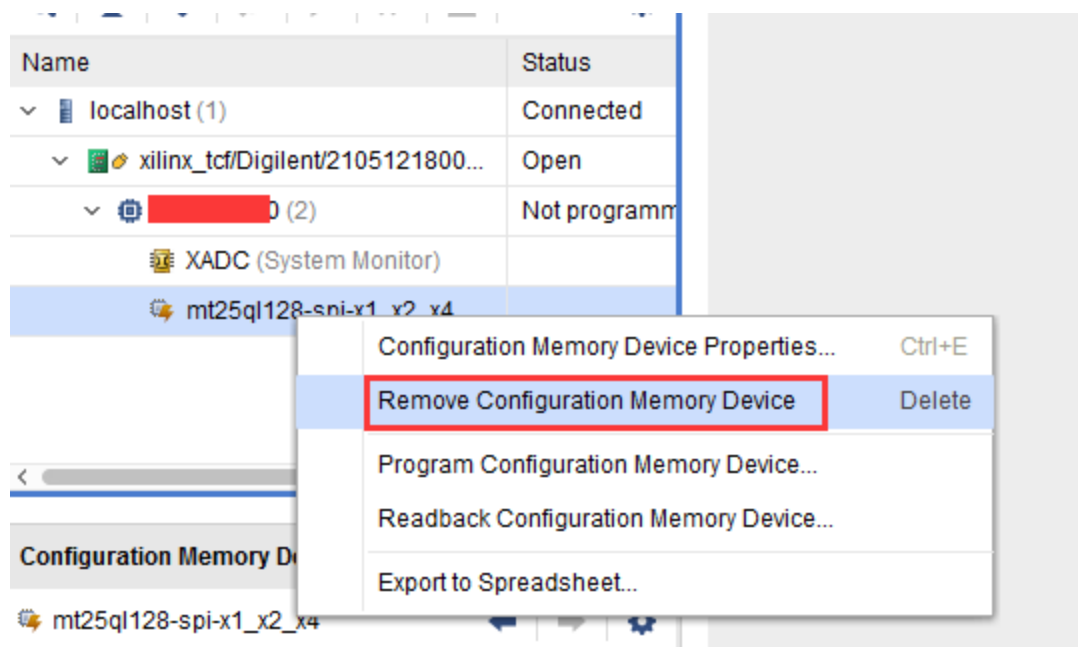 Name Status
localhost (1) Connected
xilinx_tcf/Digilent/2105121800... Open
0 (2) Not programm
XADC (System Monitor)
mt25ql128-spi-x1_x2_x4
Configuration Memory Device Properties... Ctrl+E
Remove Configuration Memory Device Delete
Program Configuration Memory Device...
Readback Configuration Memory Device...
Configuration Memory De
Export to Spreadsheet...
mt25ql128-spi-x1_x2_x4